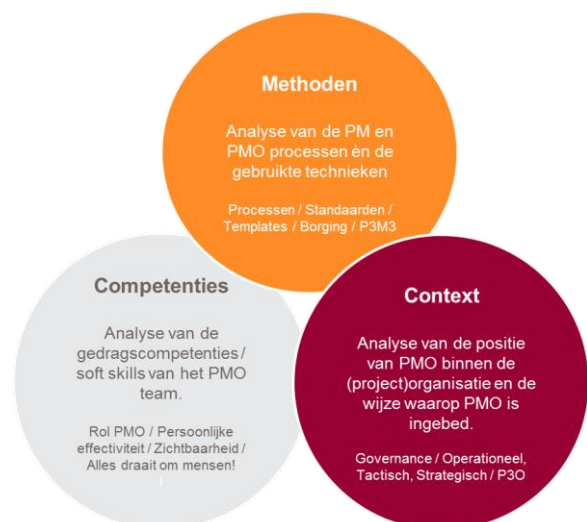 Methoden
Analyse van de PM en
PMO processen èn de
gebruikte technieken
Processen / Standaarden /
Templates / Borging / P3M3
Competenties
Analyse van de
gedragscompetenties /
soft skills van het PMO
team.
Rol PMO / Persoonlijke
effectiviteit / Zichtbaarheid /
Alles draait om mensen!
Context
Analyse van de positie
van PMO binnen de
(project)organisatie en de
wijze waarop PMO is
ingebed.
Governance / Operationeel,
Tactisch, Strategisch / P3O